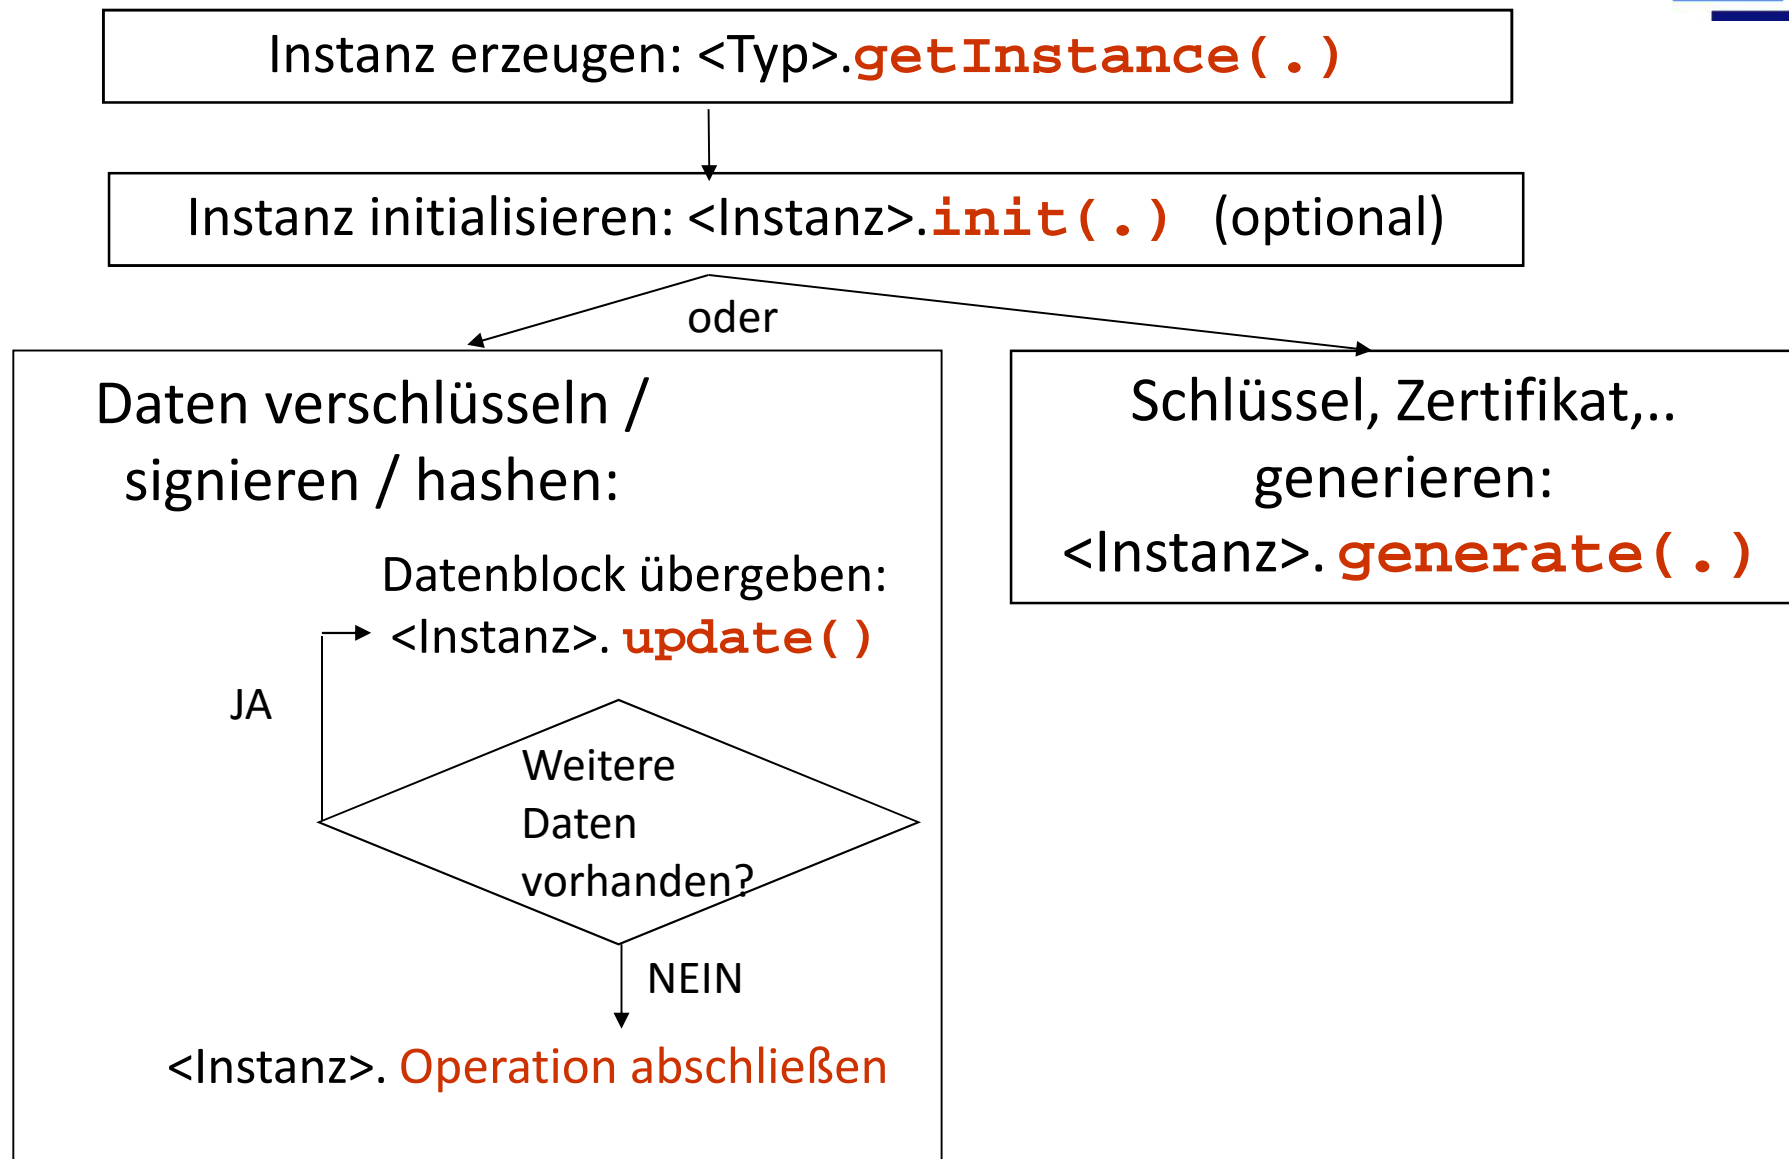 Instanz erzeugen: <Typ>.getInstance(.)
Instanz initialisieren: <Instanz>.init(.) (optional)
oder
Daten verschlüsseln /
signieren / hashen:
Datenblock übergeben:
<Instanz>. update()
JA
Weitere
Daten
vorhanden?
NEIN
<Instanz>. Operation abschließen
Schlüssel, Zertifikat,..
generieren:
<Instanz>. generate(.)